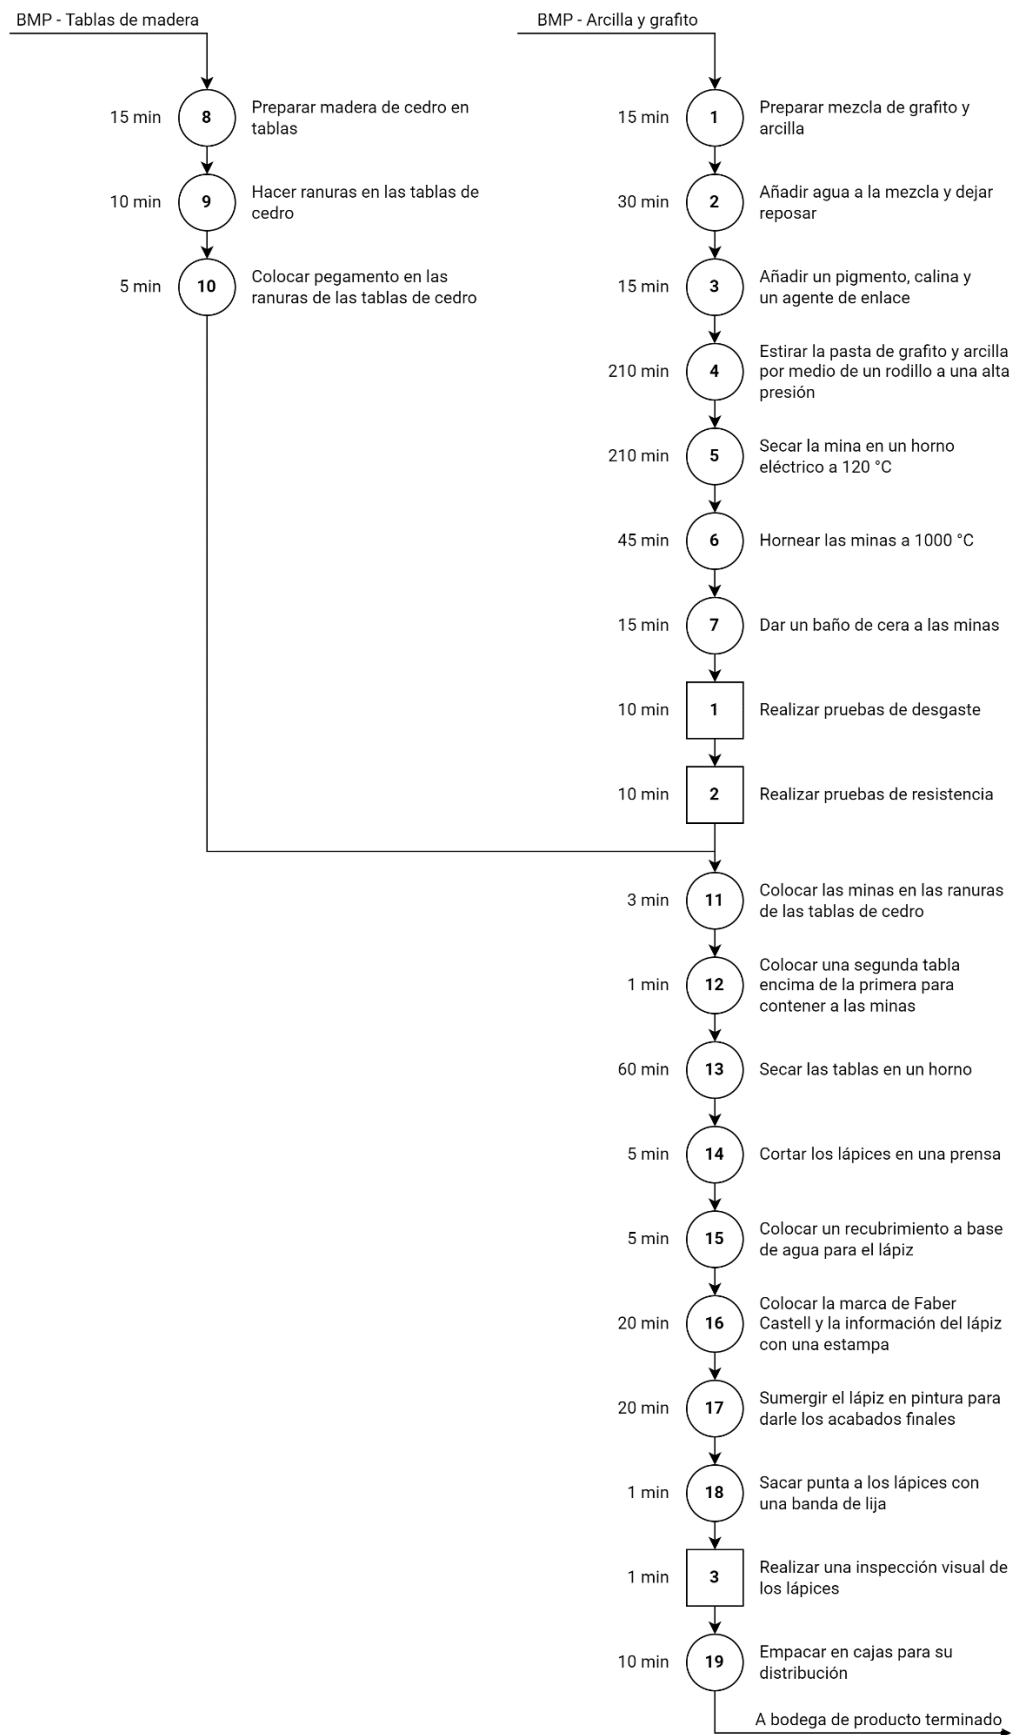 BMP - Tablas de madera
BMP - Arcilla y grafito
15 min
8
Preparar madera de cedro en
tablas
10 min
9
Hacer ranuras en las tablas de
cedro
5 min
10
Colocar pegamento en las
ranuras de las tablas de cedro
15 min
1
Preparar mezcla de grafito y
arcilla
30 min
2
Añadir agua a la mezcla y dejar
reposar
15 min
3
Añadir un pigmento, calina y
un agente de enlace
210 min
4
Estirar la pasta de grafito y arcilla
por medio de un rodillo a una alta
presión
210 min
5
Secar la mina en un horno
eléctrico a 120 °C
45 min
6
Hornear las minas a 1000 °C
15 min
7
Dar un baño de cera a las minas
10 min
1
Realizar pruebas de desgaste
10 min
2
Realizar pruebas de resistencia
3 min
11
Colocar las minas en las ranuras
de las tablas de cedro
1 min
12
Colocar una segunda tabla
encima de la primera para
contener a las minas
60 min
13
Secar las tablas en un horno
5 min
14
Cortar los lápices en una prensa
5 min
15
Colocar un recubrimiento a base
de agua para el lápiz
20 min
16
Colocar la marca de Faber
Castell y la información del lápiz
con una estampa
20 min
17
Sumergir el lápiz en pintura para
darle los acabados finales
1 min
18
Sacar punta a los lápices con
una banda de lija
1 min
3
Realizar una inspección visual de
los lápices
10 min
19
Empacar en cajas para su
distribución
A bodega de producto terminado